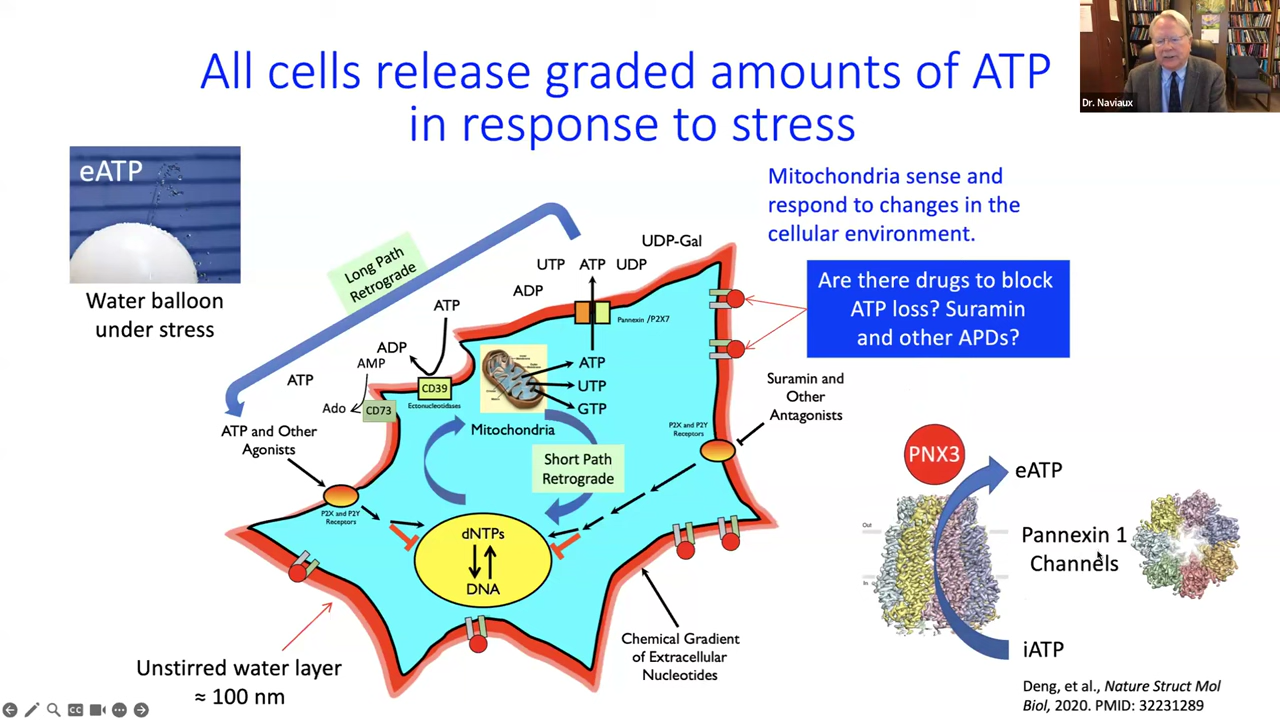 All cells release graded amounts of ATP
in response to stress
Dr. Naviaux
eATP
Water balloon
under stress
Mitochondria sense and
respond to changes in the
cellular environment.
Are there drugs to block
ATP loss? Suramin
and other APDs?
Long Path
Retrograde
UDP-Gal
UTP ATP UDP
ADP
ATP
Pannexin /P2X7
ADP
AMP
ATP
Ado
CD73
CD39
Ectonucleotidases
ATP
UTP
GTP
Mitochondria
Short Path
Retrograde
ATP and Other
Agonists
P2X and P2Y
Receptors
Suramin and
Other
Antagonists
P2X and P2Y
Receptors
dNTPs
DNA
Chemical Gradient
of Extracellular
Nucleotides
Unstirred water layer
≈ 100 nm
PNX3
eATP
Out
In
Pannexin 1
Channels
iATP
Deng, et al., Nature Struct Mol
Biol, 2020. PMID: 32231289
CC